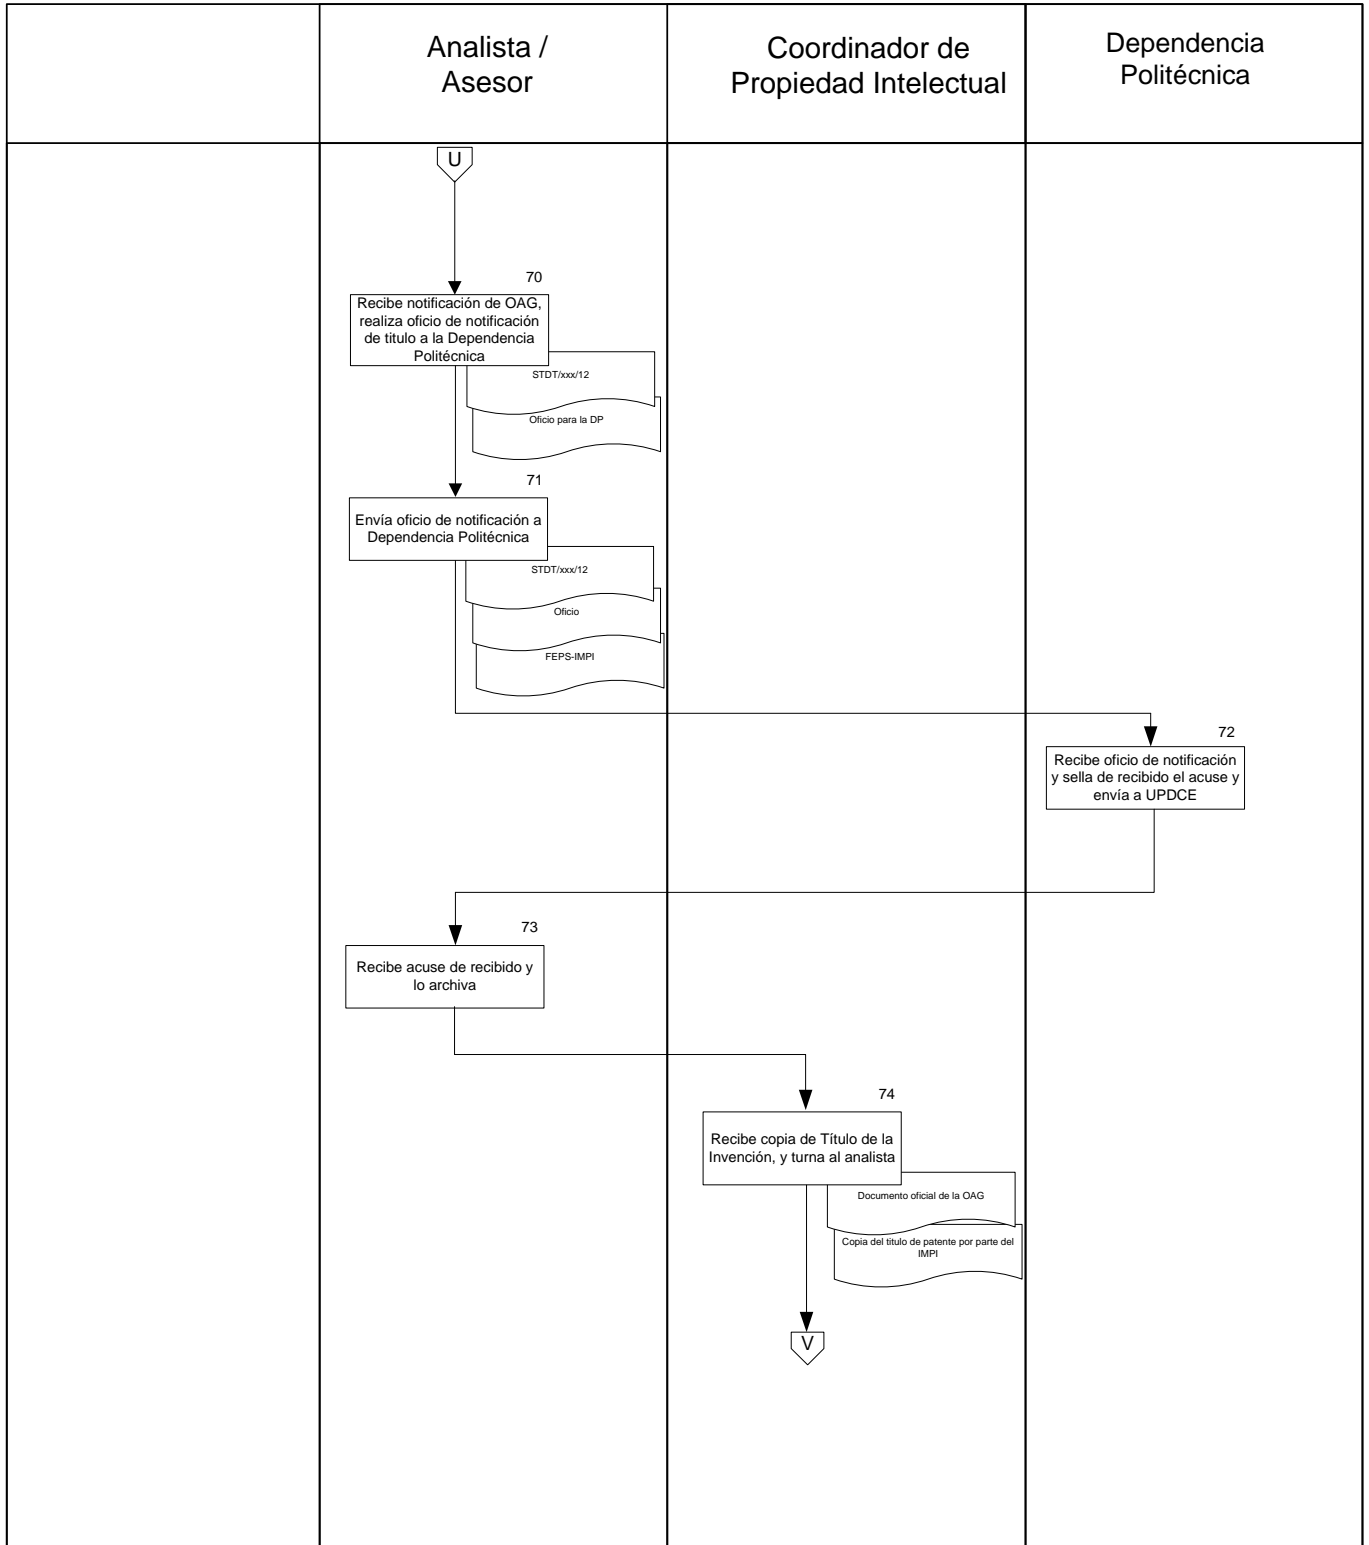 Analista /
Asesor
Coordinador de
Propiedad Intelectual
Dependencia
Politécnica
U
70
Recibe notificación de OAG,
realiza oficio de notificación
de titulo a la Dependencia
Politécnica
STDT/xxx/12
Oficio para la DP
71
Envía oficio de notificación a
Dependencia Politécnica
STDT/xxx/12
Oficio
FEPS-IMPI
72
Recibe oficio de notificación
y sella de recibido el acuse y
envía a UPDCE
73
Recibe acuse de recibido y
lo archiva
74
Recibe copia de Título de la
Invención, y turna al analista
Documento oficial de la OAG
Copia del titulo de patente por parte del
IMPI
V